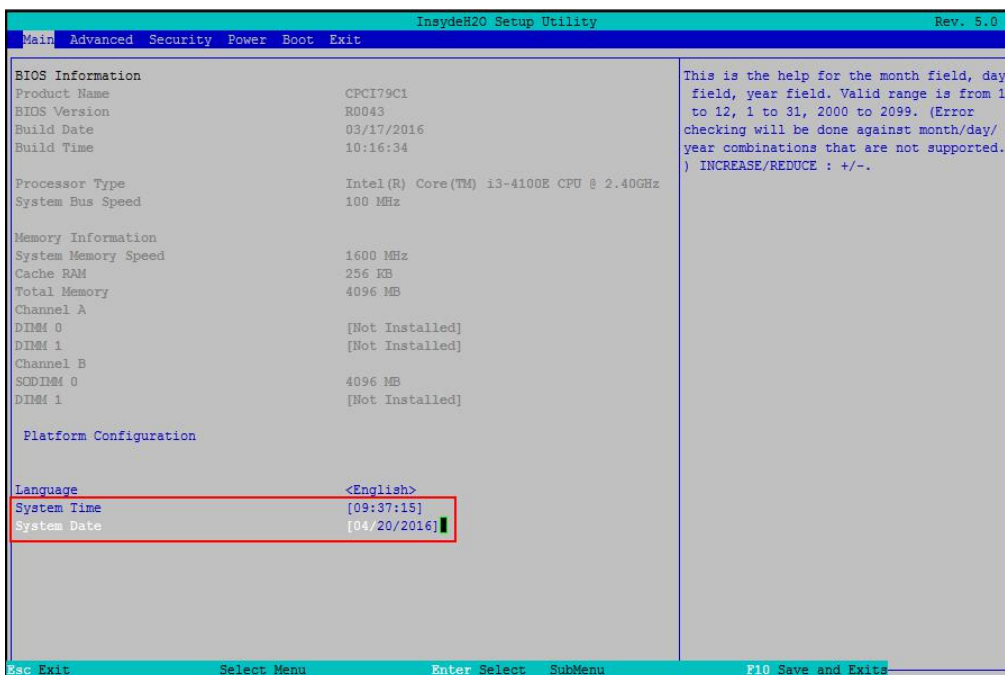 InsydeH2O Setup Utility Rev. 5.0
Main Advanced Security Power Boot Exit
BIOS Information
Product Name CPCI79C1
BIOS Version R0043
Build Date 03/17/2016
Build Time 10:16:34
Processor Type Intel(R) Core(TM) i3-4100E CPU @ 2.40GHz
System Bus Speed 100 MHz
Memory Information
System Memory Speed 1600 MHz
Cache RAM 256 KB
Total Memory 4096 MB
Channel A
DIMM 0 [Not Installed]
DIMM 1 [Not Installed]
Channel B
SODIMM 0 4096 MB
DIMM 1 [Not Installed]
Platform Configuration
Language <English>
System Time [09:37:15]
System Date [04/20/2016]
This is the help for the month field, day
field, year field. Valid range is from 1
to 12, 1 to 31, 2000 to 2099. (Error
checking will be done against month/day/
year combinations that are not supported.
) INCREASE/REDUCE : +/-.
Esc Exit Select Menu Enter Select SubMenu F10 Save and Exits